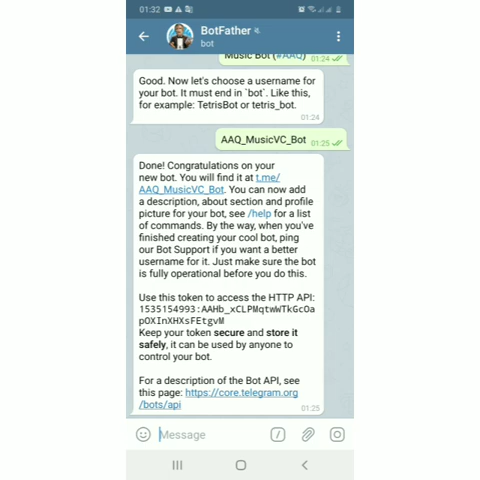 01:32
BotFather
bot
Music Bot (#AAQ)
01:24
Good. Now let's choose a username for
your bot. It must end in `bot`. Like this,
for example: TetrisBot or tetris_bot.
01:24
AAQ_MusicVC_Bot
01:25
Done! Congratulations on your
new bot. You will find it at t.me/
AAQ_MusicVC_Bot. You can now add
a description, about section and profile
picture for your bot, see /help for a list
of commands. By the way, when you've
finished creating your cool bot, ping
our Bot Support if you want a better
username for it. Just make sure the bot
is fully operational before you do this.
Use this token to access the HTTP API:
1535154993:AAHb_xCLPMqtwWTkGcOa
pOXInXHXsFEtgvM
Keep your token secure and store it
safely, it can be used by anyone to
control your bot.
For a description of the Bot API, see
this page: https://core.telegram.org
/bots/api
01:25
Message